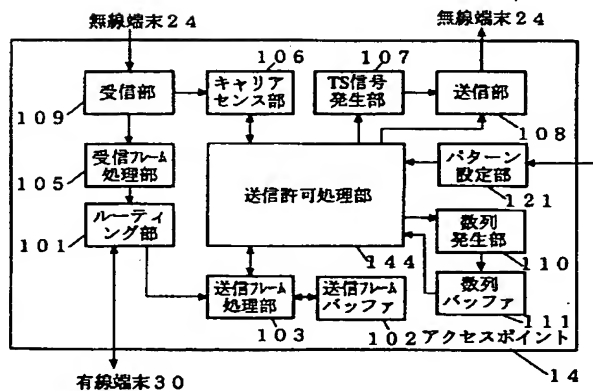 無線端末24
無線端末24
106
107
受信部
キャリア
センス部
TS信号
発生部
送信部
109
108
受信フレーム
処理部
105
送信許可処理部
パターン
設定部
121
ルーティ
ング部
101
数列
発生部
110
144
送信フレーム
処理部
103
送信フレーム
バッファ
102
数列
バッファ
111
アクセスポイント
14
有線端末30